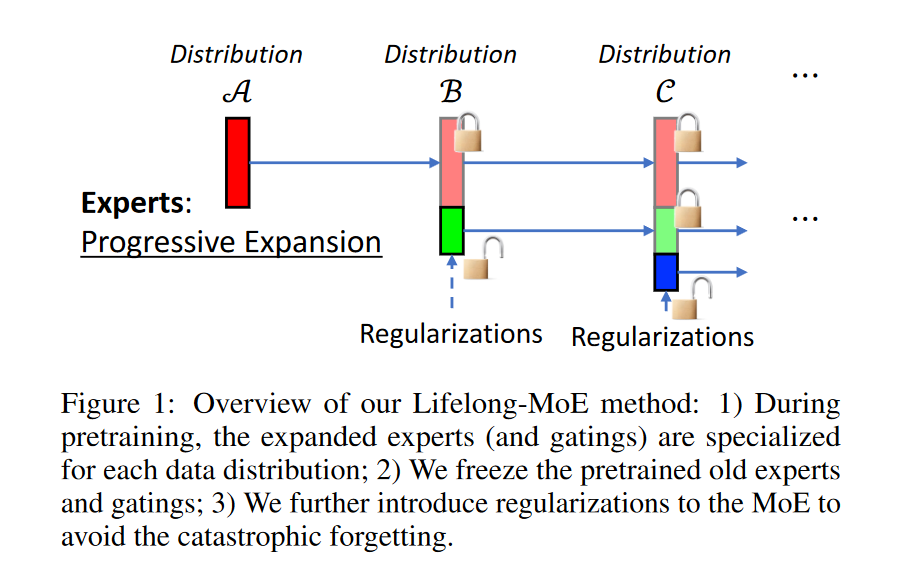 Distribution Distribution Distribution
𝒜 ℬ 𝒞 ...
Experts:
Progressive Expansion ...
Regularizations Regularizations
Figure 1: Overview of our Lifelong-MoE method: 1) During
pretraining, the expanded experts (and gatings) are specialized
for each data distribution; 2) We freeze the pretrained old experts
and gatings; 3) We further introduce regularizations to the MoE to
avoid the catastrophic forgetting.